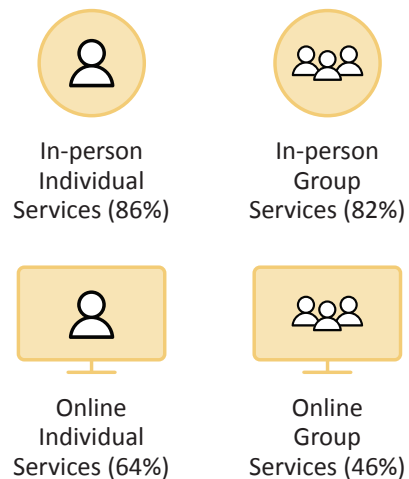 In-person
Individual
Services (86%)
In-person
Group
Services (82%)
Online
Individual
Services (64%)
Online
Group
Services (46%)